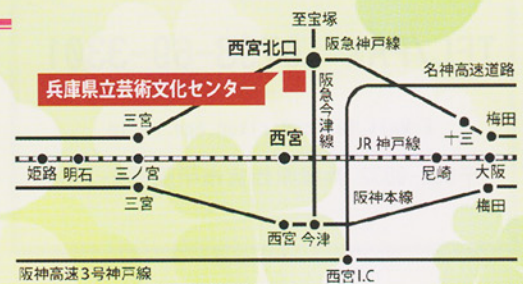 至宝塚
西宮北口
阪急神戸線
名神高速道路
兵庫県立芸術文化センター
阪急今津線
三宮
西宮
JR神戸線
十三
梅田
姫路
明石
三ノ宮
尼崎
大阪
三宮
阪神本線
梅田
西宮
今津
阪神高速3号神戸線
西宮I.C